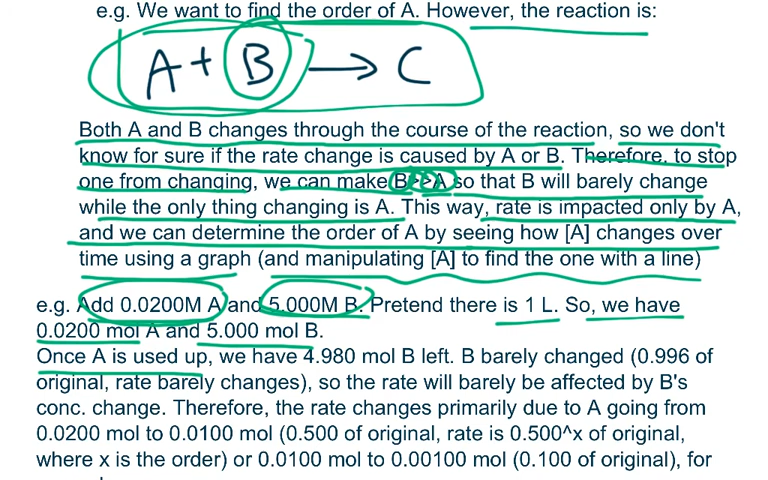 e.g. We want to find the order of A. However, the reaction is:
A + B → C
Both A and B changes through the course of the reaction, so we don't
know for sure if the rate change is caused by A or B. Therefore, to stop
one from changing, we can make B>>A so that B will barely change
while the only thing changing is A. This way, rate is impacted only by A,
and we can determine the order of A by seeing how [A] changes over
time using a graph (and manipulating [A] to find the one with a line)
e.g. Add 0.0200M A and 5.000M B. Pretend there is 1 L. So, we have
0.0200 mol A and 5.000 mol B.
Once A is used up, we have 4.980 mol B left. B barely changed (0.996 of
original, rate barely changes), so the rate will barely be affected by B's
conc. change. Therefore, the rate changes primarily due to A going from
0.0200 mol to 0.0100 mol (0.500 of original, rate is 0.500^x of original,
where x is the order) or 0.0100 mol to 0.00100 mol (0.100 of original), for